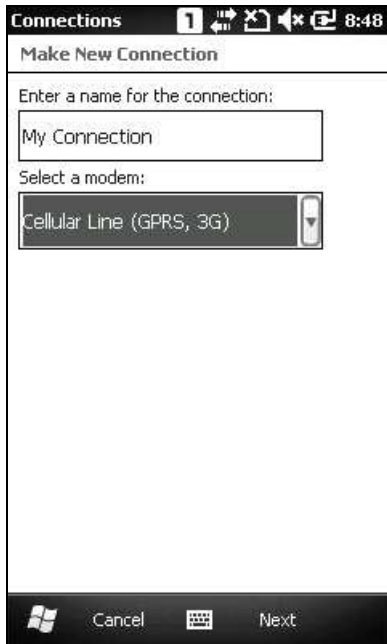 Connections 1 8:48
Make New Connection
Enter a name for the connection:
My Connection
Select a modem:
Cellular Line (GPRS, 3G)
Cancel Next